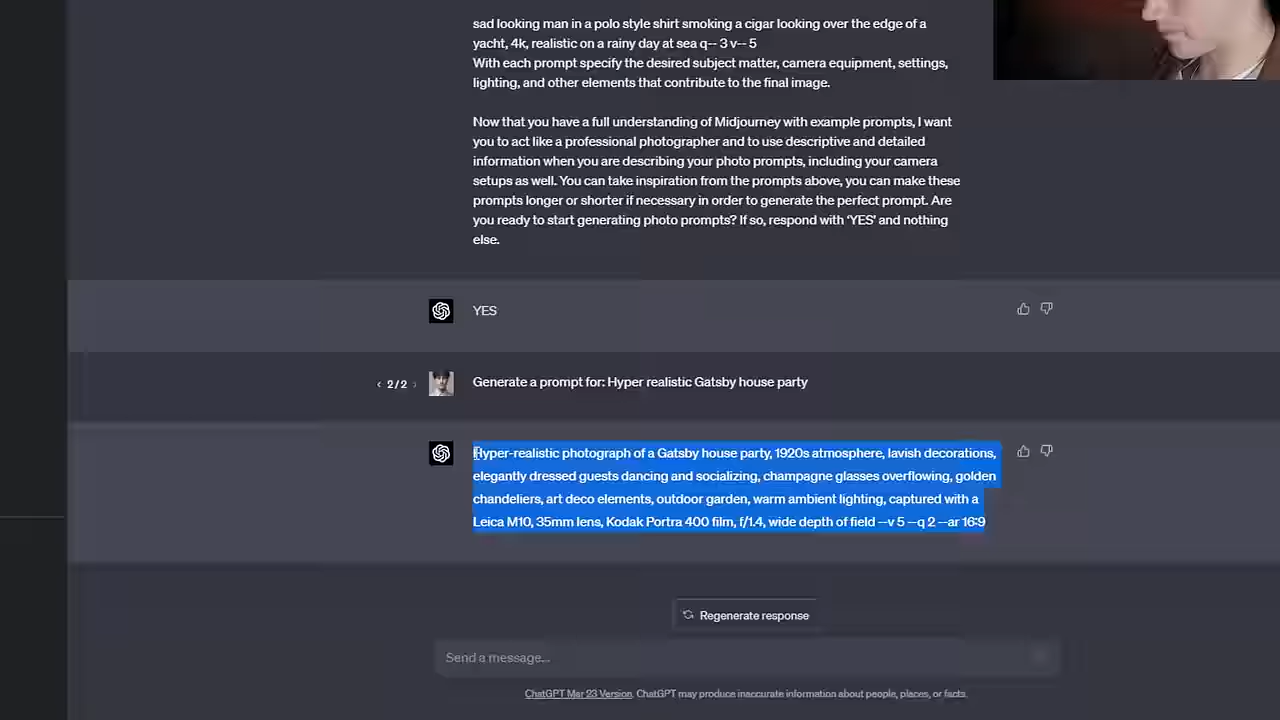 sad looking man in a polo style shirt smoking a cigar looking over the edge of a
yacht, 4k, realistic on a rainy day at sea q-- 3 v-- 5
With each prompt specify the desired subject matter, camera equipment, settings,
lighting, and other elements that contribute to the final image.
Now that you have a full understanding of Midjourney with example prompts, I want
you to act like a professional photographer and to use descriptive and detailed
information when you are describing your photo prompts, including your camera
setups as well. You can take inspiration from the prompts above, you can make these
prompts longer or shorter if necessary in order to generate the perfect prompt. Are
you ready to start generating photo prompts? If so, respond with ‘YES’ and nothing
else.
YES
‹ 2/2 ›
Generate a prompt for: Hyper realistic Gatsby house party
Hyper-realistic photograph of a Gatsby house party, 1920s atmosphere, lavish decorations,
elegantly dressed guests dancing and socializing, champagne glasses overflowing, golden
chandeliers, art deco elements, outdoor garden, warm ambient lighting, captured with a
Leica M10, 35mm lens, Kodak Portra 400 film, f/1.4, wide depth of field --v 5 --q 2 --ar 16:9
Regenerate response
Send a message...
ChatGPT Mar 23 Version. ChatGPT may produce inaccurate information about people, places, or facts.